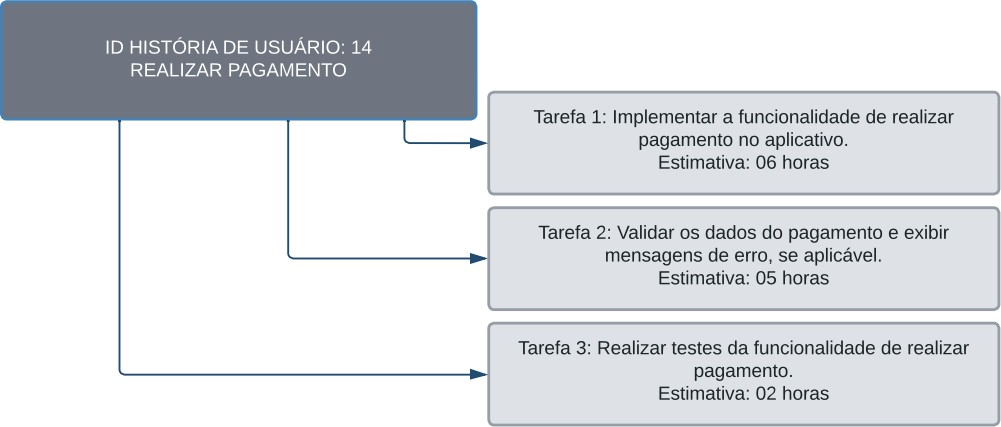 ID HISTÓRIA DE USUÁRIO: 14
REALIZAR PAGAMENTO
Tarefa 1: Implementar a funcionalidade de realizar
pagamento no aplicativo.
Estimativa: 06 horas
Tarefa 2: Validar os dados do pagamento e exibir
mensagens de erro, se aplicável.
Estimativa: 05 horas
Tarefa 3: Realizar testes da funcionalidade de realizar
pagamento.
Estimativa: 02 horas